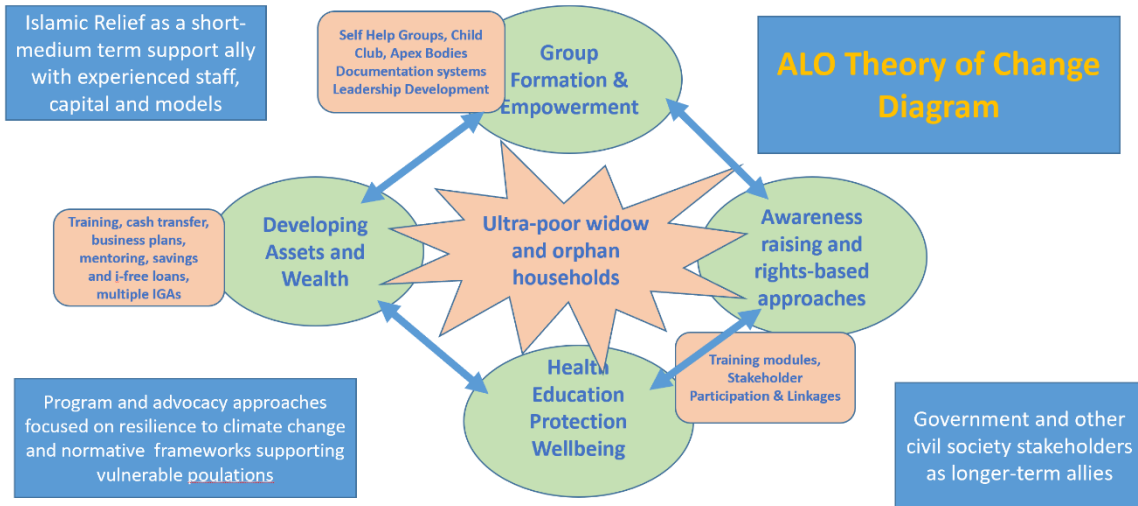 Islamic Relief as a short-
medium term support ally
with experienced staff,
capital and models
Self Help Groups, Child
Club, Apex Bodies
Documentation systems
Leadership Development
Group
Formation &
Empowerment
ALO Theory of Change
Diagram
Training, cash transfer,
business plans,
mentoring, savings
and i-free loans,
multiple IGAs
Developing
Assets and
Wealth
Ultra-poor widow
and orphan
households
Awareness
raising and
rights-based
approaches
Training modules,
Stakeholder
Participation & Linkages
Health
Education
Protection
Wellbeing
Program and advocacy approaches
focused on resilience to climate change
and normative frameworks supporting
vulnerable poulations
Government and other
civil society stakeholders
as longer-term allies